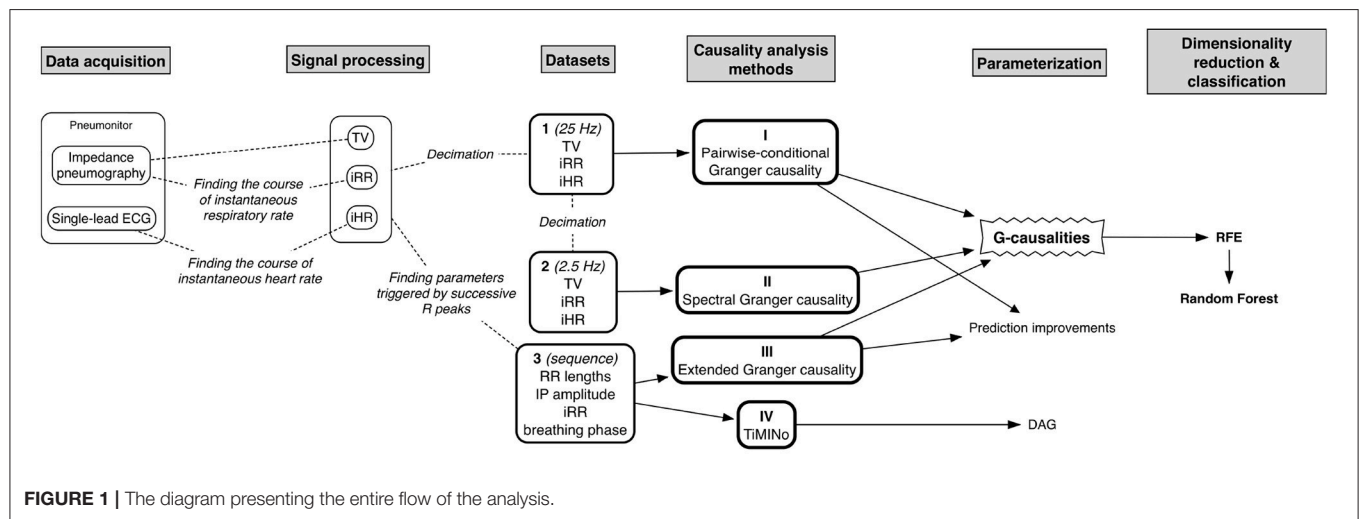 Data acquisition
Signal processing
Datasets
Causality analysis
methods
Parameterization
Dimensionality
reduction &
classification
Pneumonitor
Impedance
pneumography
Single-lead ECG
Finding the course
of instantaneous
respiratory rate
Finding the course of
instantaneous heart rate
TV
iRR
iHR
Decimation
Finding parameters
triggered by successive
R peaks
1 (25 Hz)
TV
iRR
iHR
Decimation
2 (2.5 Hz)
TV
iRR
iHR
3 (sequence)
RR lengths
IP amplitude
iRR
breathing phase
I
Pairwise-conditional
Granger causality
II
Spectral Granger causality
III
Extended Granger causality
IV
TiMINo
G-causalities
Prediction improvements
DAG
RFE
Random Forest
FIGURE 1 | The diagram presenting the entire flow of the analysis.